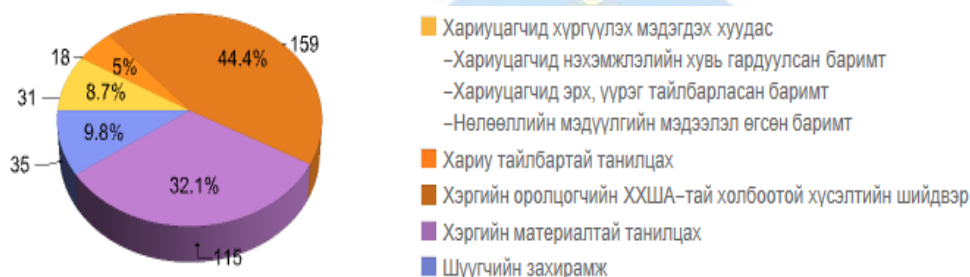 44.4%
159
18
5%
8.7%
31
9.8%
35
32.1%
115
Хариуцагчид хүргүүлэх мэдэгдэх хуудас
–Хариуцагчид нэхэмжлэлийн хувь гардуулсан баримт
–Хариуцагчид эрх, үүрэг тайлбарласан баримт
–Нөлөөллийн мэдүүлгийн мэдээлэл өгсөн баримт
Хариу тайлбартай танилцах
Хэргийн оролцогчийн ХХША–тай холбоотой хүсэлтийн шийдвэр
Хэргийн материалтай танилцах
Шүүгчийн захирамж